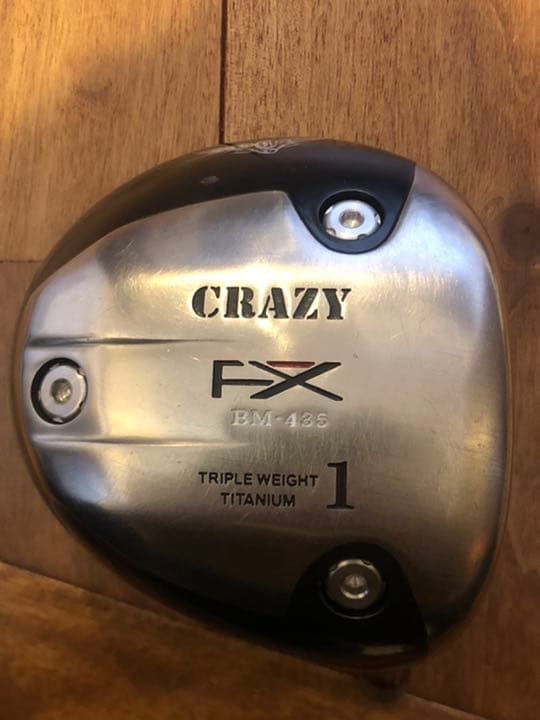 CRAZY
FX
BM-435
TRIPLE WEIGHT
TITANIUM
1